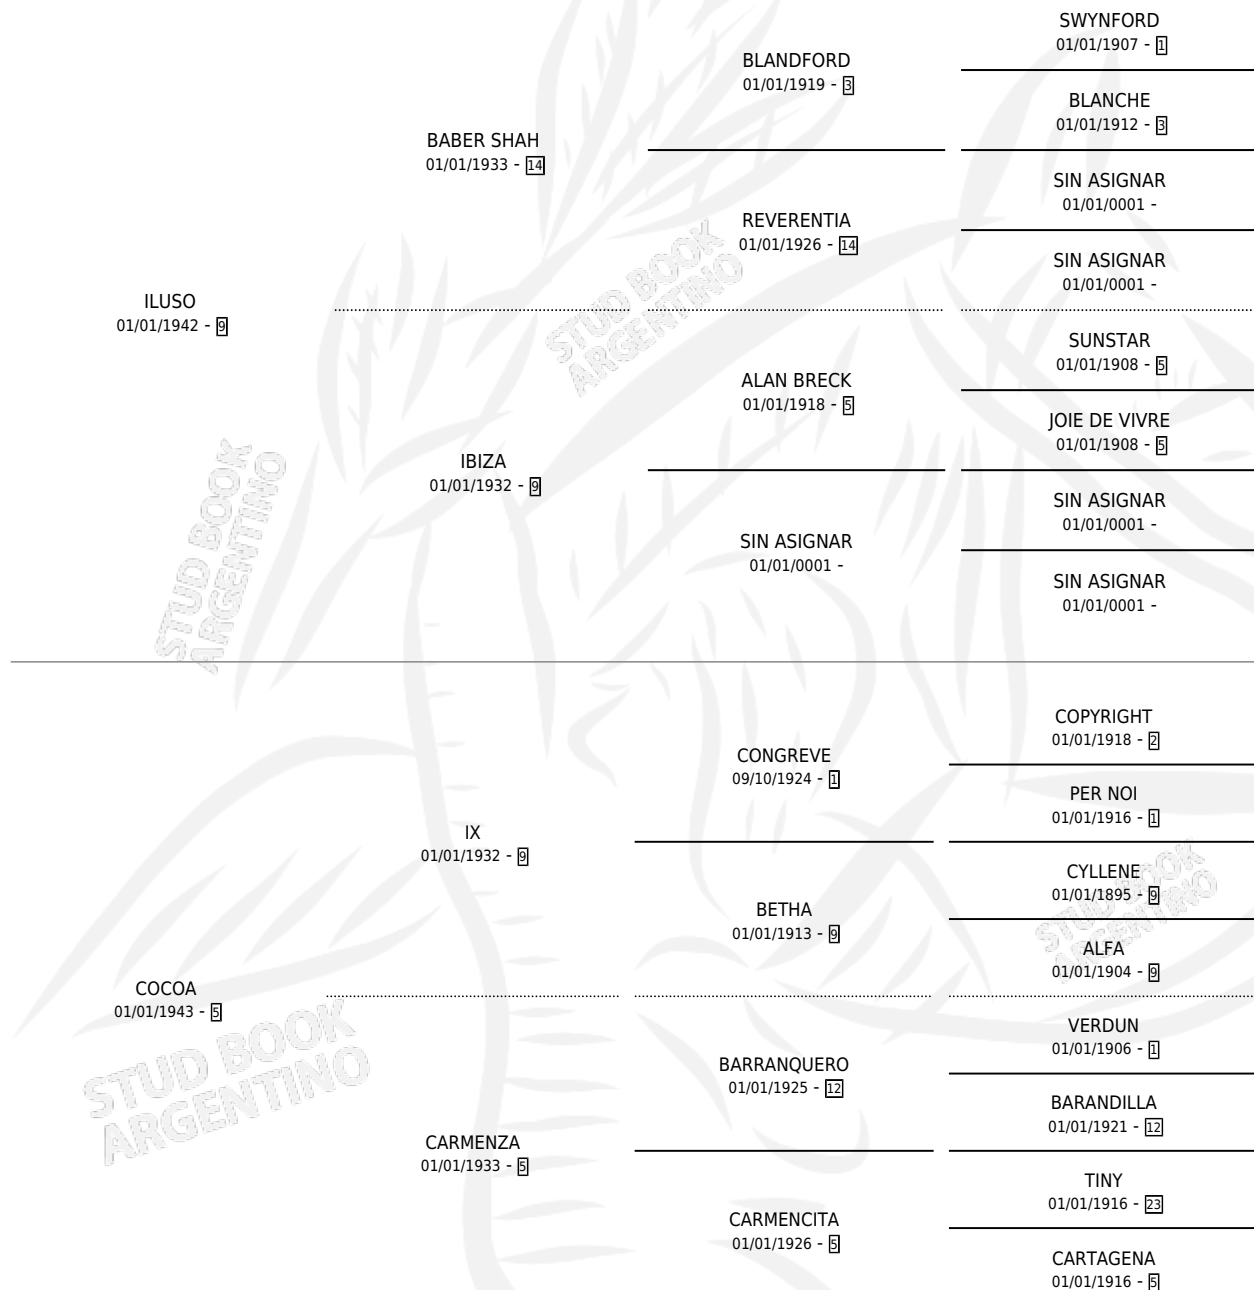 SWYNFORD
01/01/1907 - 1
BLANDFORD
01/01/1919 - 3
BLANCHE
01/01/1912 - 3
BABER SHAH
01/01/1933 - 14
SIN ASIGNAR
01/01/0001 -
REVERENTIA
01/01/1926 - 14
SIN ASIGNAR
01/01/0001 -
ILUSO
01/01/1942 - 9
SUNSTAR
01/01/1908 - 5
ALAN BRECK
01/01/1918 - 5
JOIE DE VIVRE
01/01/1908 - 5
IBIZA
01/01/1932 - 9
SIN ASIGNAR
01/01/0001 -
SIN ASIGNAR
01/01/0001 -
SIN ASIGNAR
01/01/0001 -
STUD BOOK
ARGENTINO
STUD BOOK
ARGENTINO
COPYRIGHT
01/01/1918 - 2
CONGREVE
09/10/1924 - 1
PER NOI
01/01/1916 - 1
IX
01/01/1932 - 9
CYLLENE
01/01/1895 - 9
BETHA
01/01/1913 - 9
ALFA
01/01/1904 - 9
COCOA
01/01/1943 - 5
VERDUN
01/01/1906 - 1
BARRANQUERO
01/01/1925 - 12
BARANDILLA
01/01/1921 - 12
CARMENZA
01/01/1933 - 5
TINY
01/01/1916 - 23
CARMENCITA
01/01/1926 - 5
CARTAGENA
01/01/1916 - 5
STUD BOOK
ARGENTINO
STUD BOOK
ARGENTINO